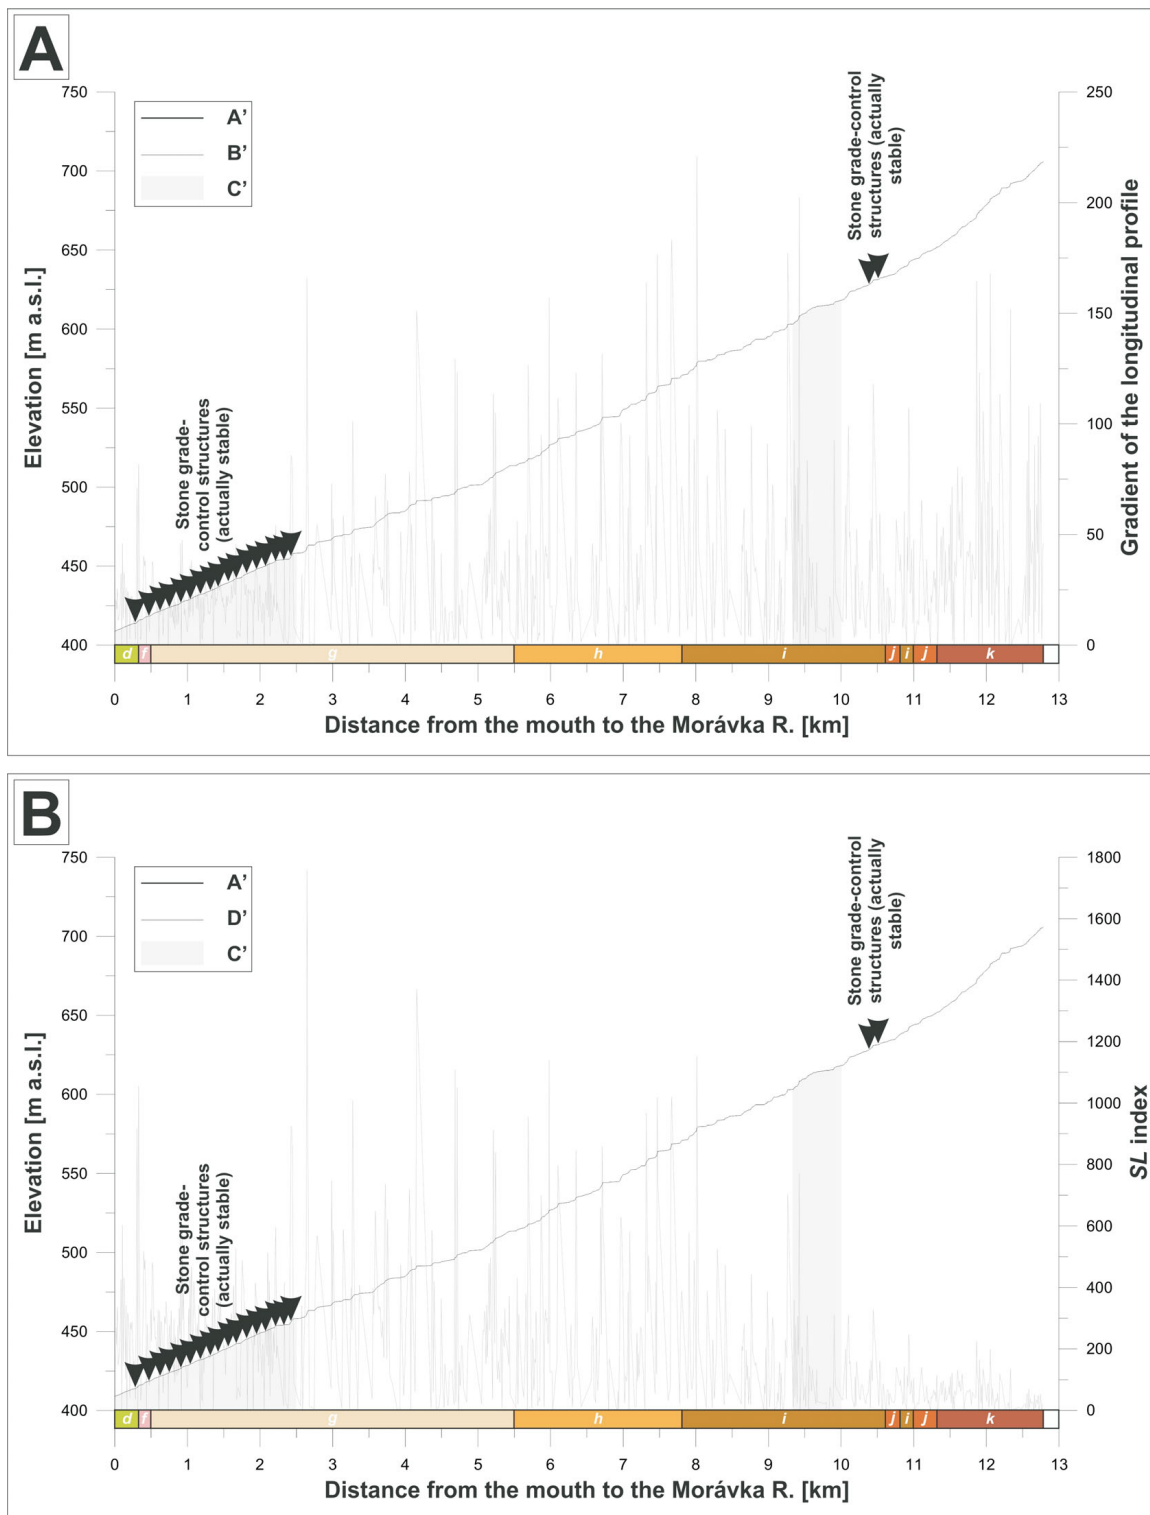 A
Stone grade-control
structures (actually
stable)
750
700
650
600
550
500
450
400
250
200
150
100
50
0
A'
B'
C'
Elevation [m a.s.l.]
Gradient of the longitudinal profile
Stone grade-
control structures
(actually stable)
d f g h i j i j k
0 1 2 3 4 5 6 7 8 9 10 11 12 13
Distance from the mouth to the Morávka R. [km]
B
Stone grade-control
structures (actually
stable)
750
700
650
600
550
500
450
400
1800
1600
1400
1200
1000
800
600
400
200
0
A'
D'
C'
Elevation [m a.s.l.]
SL index
Stone grade-
control structures
(actually stable)
d f g h i j i j k
0 1 2 3 4 5 6 7 8 9 10 11 12 13
Distance from the mouth to the Morávka R. [km]